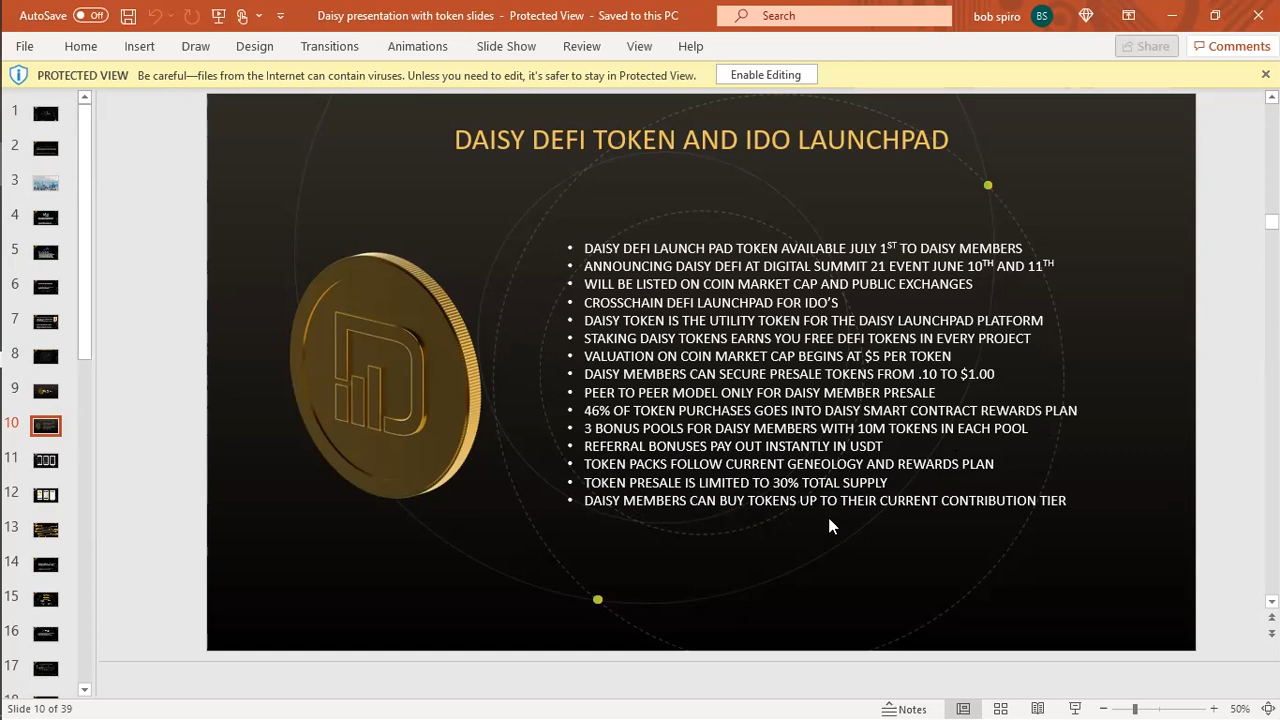 AutoSave Off Daisy presentation with token slides - Protected View - Saved to this PC Search bob spiro BS
File Home Insert Draw Design Transitions Animations Slide Show Review View Help Share Comments
PROTECTED VIEW Be careful—files from the Internet can contain viruses. Unless you need to edit, it's safer to stay in Protected View. Enable Editing
1
2
3
4
5
6
7
8
9
10
11
12
13
14
15
16
17
18
DAISY DEFI TOKEN AND IDO LAUNCHPAD
• DAISY DEFI LAUNCH PAD TOKEN AVAILABLE JULY 1ST TO DAISY MEMBERS
• ANNOUNCING DAISY DEFI AT DIGITAL SUMMIT 21 EVENT JUNE 10TH AND 11TH
• WILL BE LISTED ON COIN MARKET CAP AND PUBLIC EXCHANGES
• CROSSCHAIN DEFI LAUNCHPAD FOR IDO'S
• DAISY TOKEN IS THE UTILITY TOKEN FOR THE DAISY LAUNCHPAD PLATFORM
• STAKING DAISY TOKENS EARNS YOU FREE DEFI TOKENS IN EVERY PROJECT
• VALUATION ON COIN MARKET CAP BEGINS AT $5 PER TOKEN
• DAISY MEMBERS CAN SECURE PRESALE TOKENS FROM .10 TO $1.00
• PEER TO PEER MODEL ONLY FOR DAISY MEMBER PRESALE
• 46% OF TOKEN PURCHASES GOES INTO DAISY SMART CONTRACT REWARDS PLAN
• 3 BONUS POOLS FOR DAISY MEMBERS WITH 10M TOKENS IN EACH POOL
• REFERRAL BONUSES PAY OUT INSTANTLY IN USDT
• TOKEN PACKS FOLLOW CURRENT GENEOLOGY AND REWARDS PLAN
• TOKEN PRESALE IS LIMITED TO 30% TOTAL SUPPLY
• DAISY MEMBERS CAN BUY TOKENS UP TO THEIR CURRENT CONTRIBUTION TIER
Slide 10 of 39 Notes 50%